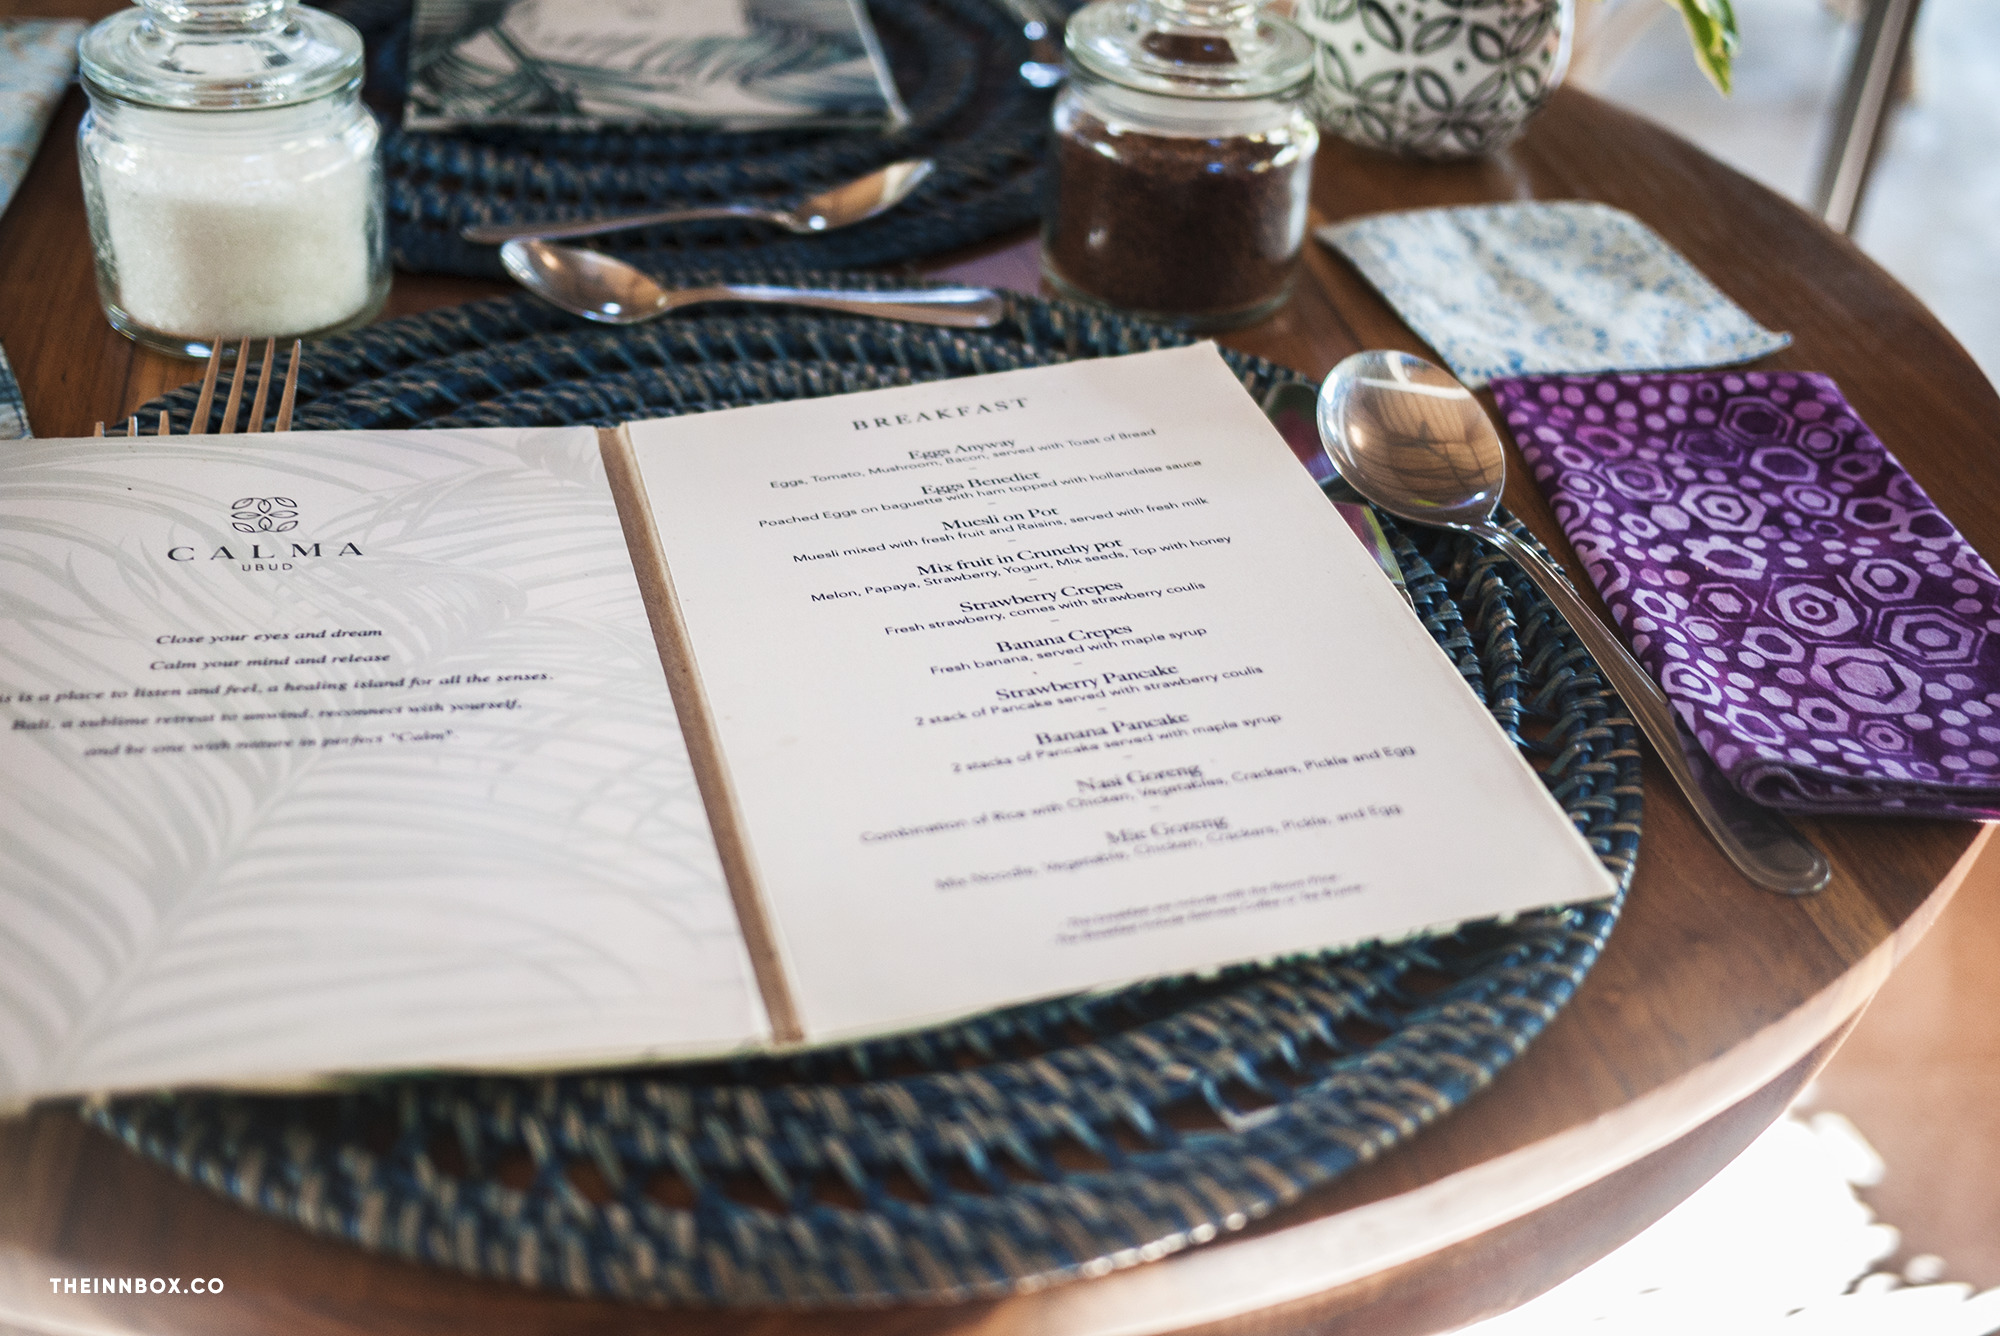 CALMA
UBUD
Close your eyes and dream
Calm your mind and release
is is a place to listen and feel, a healing island for all the senses.
Bali, a sublime retreat to unwind, reconnect with yourself,
and be one with nature in perfect "Calm".
BREAKFAST
Eggs Anyway
Eggs, Tomato, Mushroom, Bacon, served with Toast of Bread
Eggs Benedict
Poached Eggs on baguette with ham topped with hollandaise sauce
Muesli on Pot
Muesli mixed with fresh fruit and Raisins, served with fresh milk
Mix fruit in Crunchy pot
Melon, Papaya, Strawberry, Yogurt, Mix seeds, Top with honey
Strawberry Crepes
Fresh strawberry, comes with strawberry coulis
Banana Crepes
Fresh banana, served with maple syrup
Strawberry Pancake
2 stack of Pancake served with strawberry coulis
Banana Pancake
2 stacks of Pancake served with maple syrup
Nasi Goreng
Combination of Rice with Chicken, Vegetables, Crackers, Pickle and Egg
Mie Goreng
Mie Noodle, Vegetable, Chicken, Crackers, Pickle, and Egg
THEINNBOX.CO